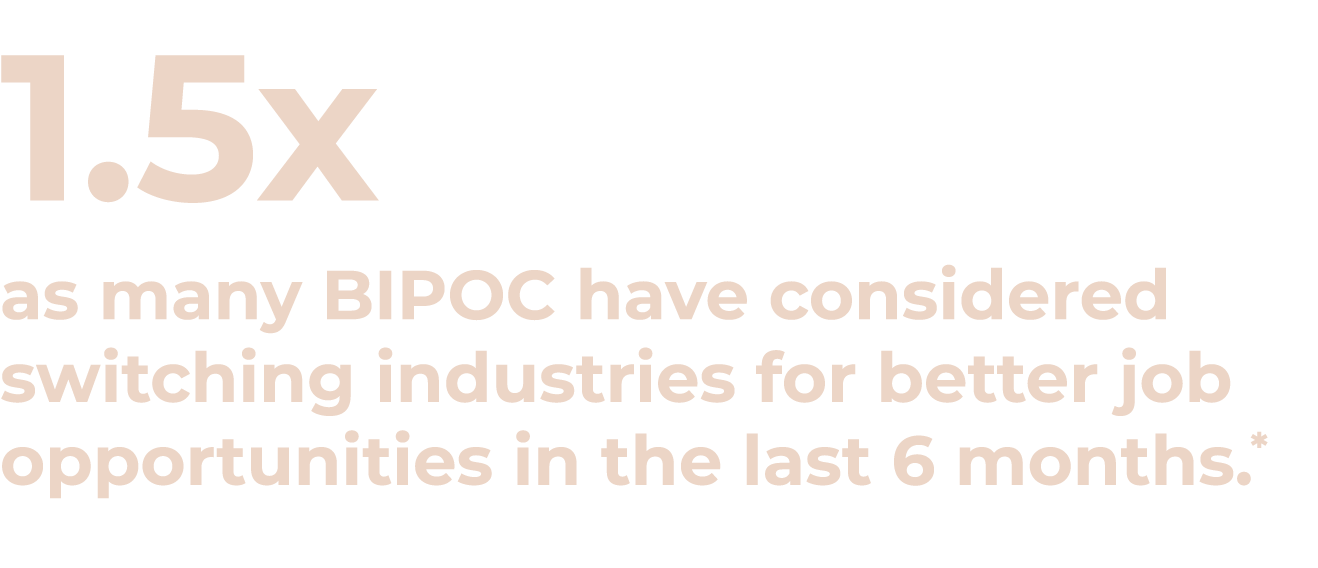 1.5x
as many BIPOC have considered
switching industries for better job
opportunities in the last 6 months.*